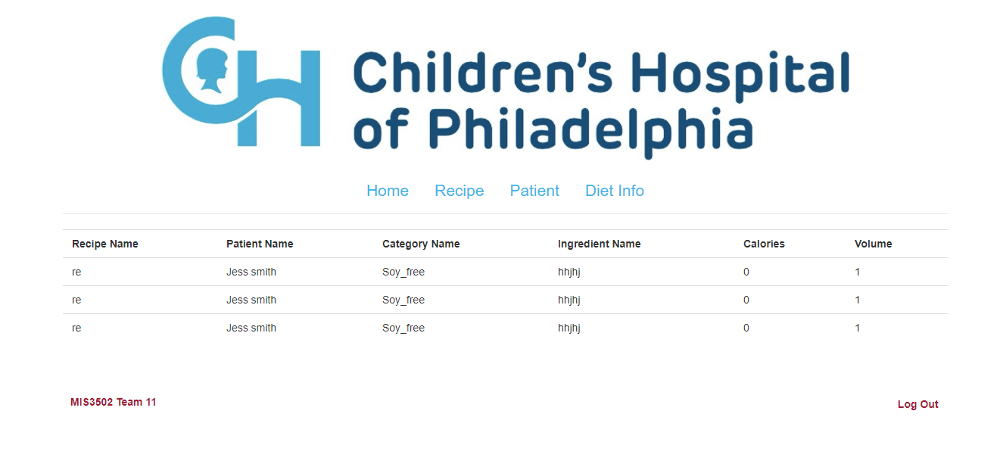 CH Children's Hospital
of Philadelphia
Home Recipe Patient Diet Info
Recipe Name Patient Name Category Name Ingredient Name Calories Volume
re Jess smith Soy_free hhjhj 0 1
re Jess smith Soy_free hhjhj 0 1
re Jess smith Soy_free hhjhj 0 1
MIS3502 Team 11 Log Out